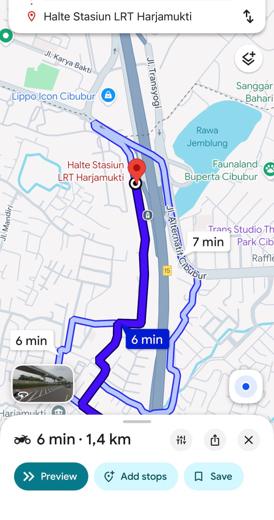 Halte Stasiun LRT Harjamukti
Jl. Karya Bakti
Jl. Transyogi
Lippo Icon Cibubur
Sanggar
Bahari
Rawa
Jemblung
Halte Stasiun
LRT Harjamukti
Faunaland
Buperta Cibubur
Jl. Mandiri
Jl. Alternatif Cibubur
Trans Studio Th
Park Cib
7 min
Raffle
15
6 min
6 min
Harjamukti
6 min · 1,4 km
Preview
Add stops
Save